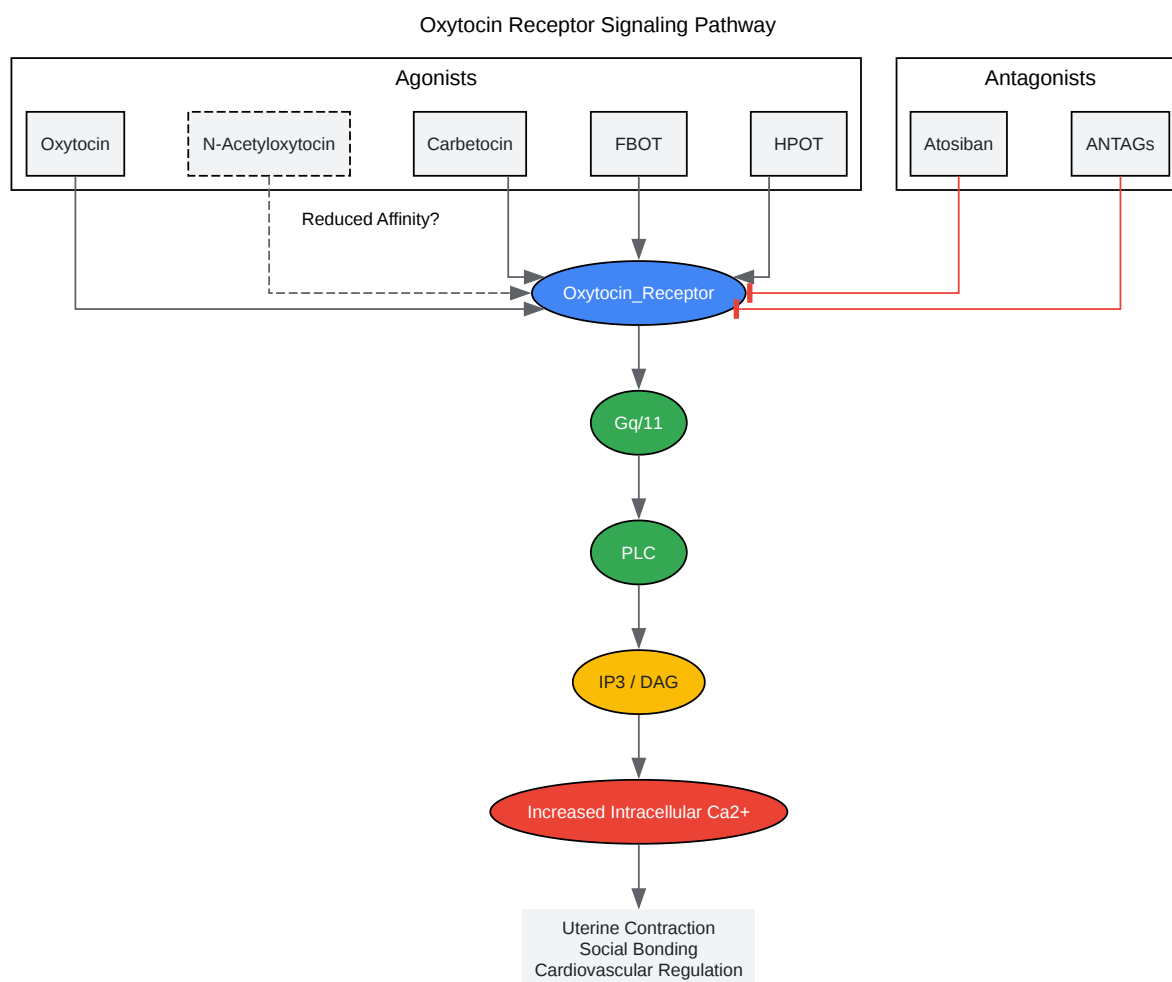 Oxytocin Receptor Signaling Pathway
Agonists
Antagonists
Oxytocin
N-Acetyloxytocin
Carbetocin
FBOT
HPOT
Atosiban
ANTAGs
Reduced Affinity?
Oxytocin_Receptor
Gq/11
PLC
IP3 / DAG
Increased Intracellular Ca2+
Uterine Contraction
Social Bonding
Cardiovascular Regulation